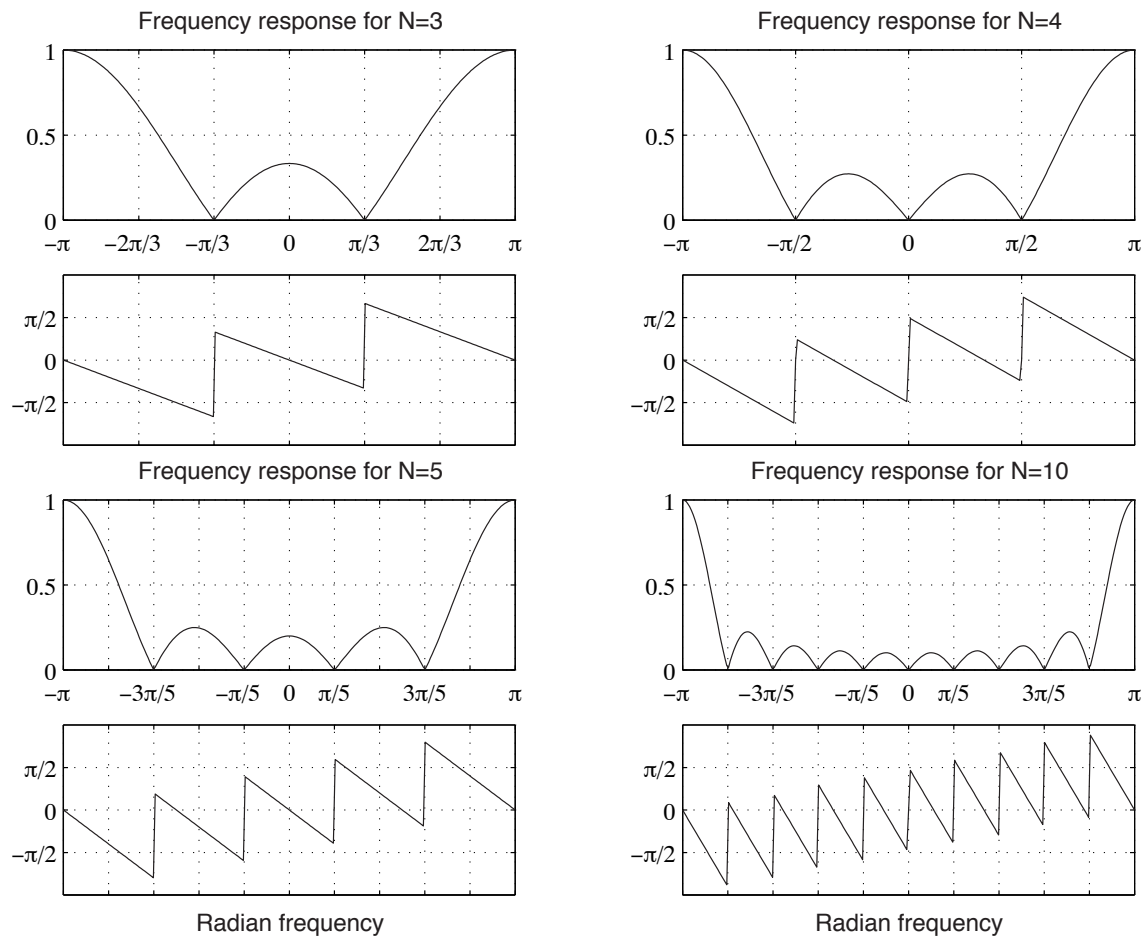 Frequency response for N=3
1
0.5
0
−π −2π/3 −π/3 0 π/3 2π/3 π
π/2
0
−π/2
Frequency response for N=4
1
0.5
0
−π −π/2 0 π/2 π
π/2
0
−π/2
Frequency response for N=5
1
0.5
0
−π −3π/5 −π/5 0 π/5 3π/5 π
π/2
0
−π/2
Radian frequency
Frequency response for N=10
1
0.5
0
−π −3π/5 −π/5 0 π/5 3π/5 π
π/2
0
−π/2
Radian frequency